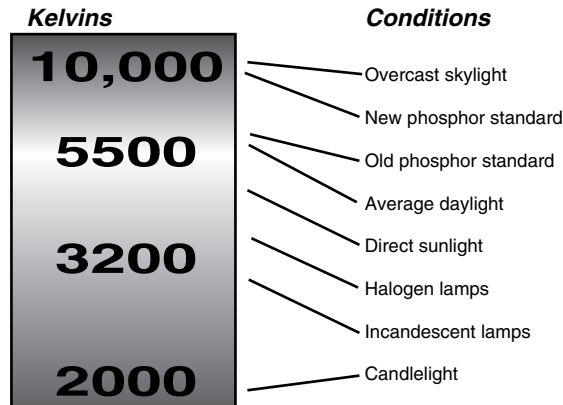 Kelvins
Conditions
10,000
5500
3200
2000
Overcast skylight
New phosphor standard
Old phosphor standard
Average daylight
Direct sunlight
Halogen lamps
Incandescent lamps
Candlelight